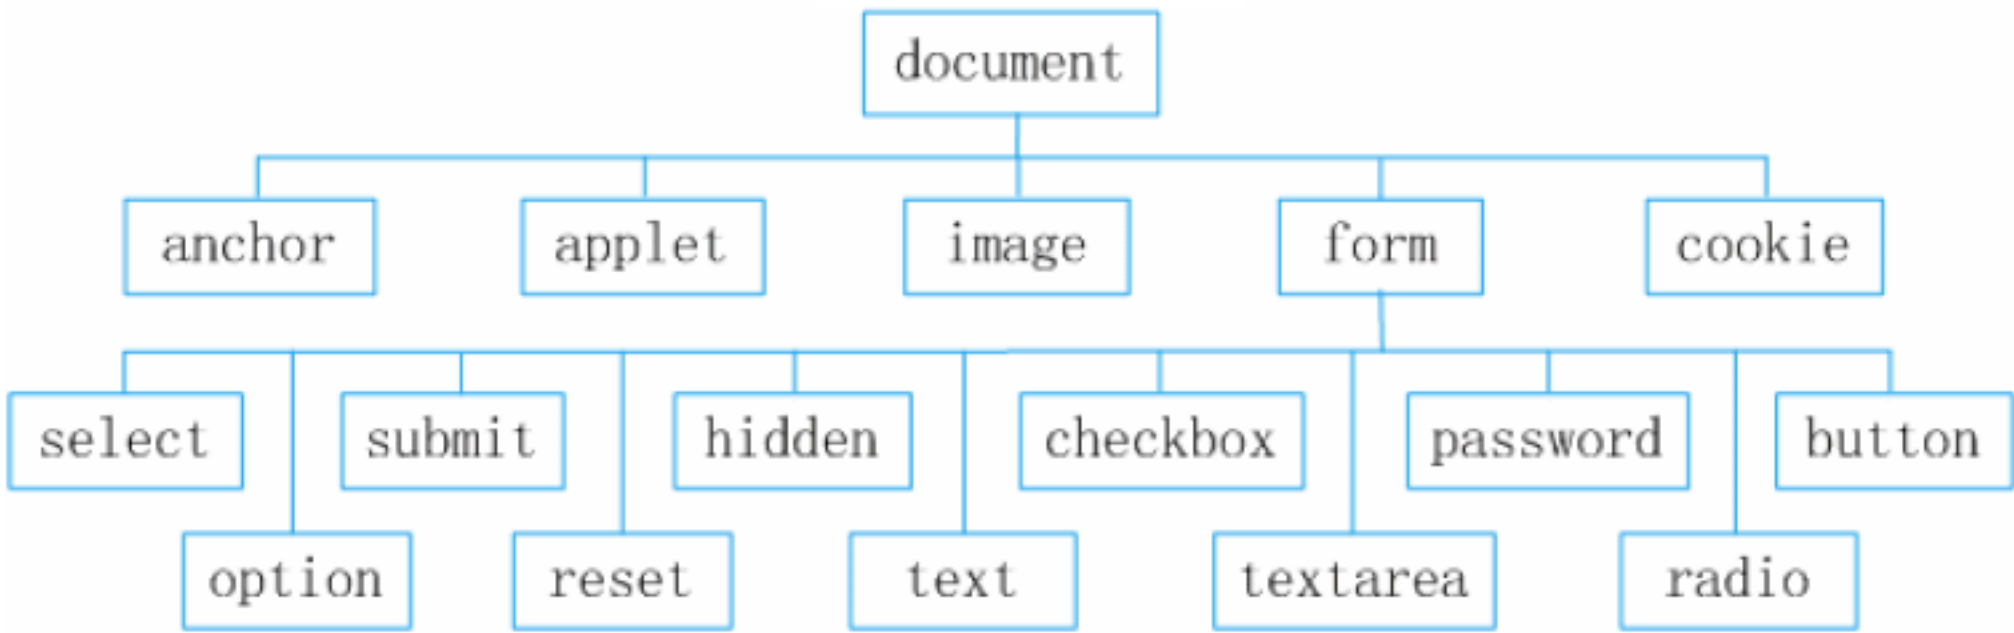 document
anchor applet image form cookie
select submit hidden checkbox password button
option reset text textarea radio